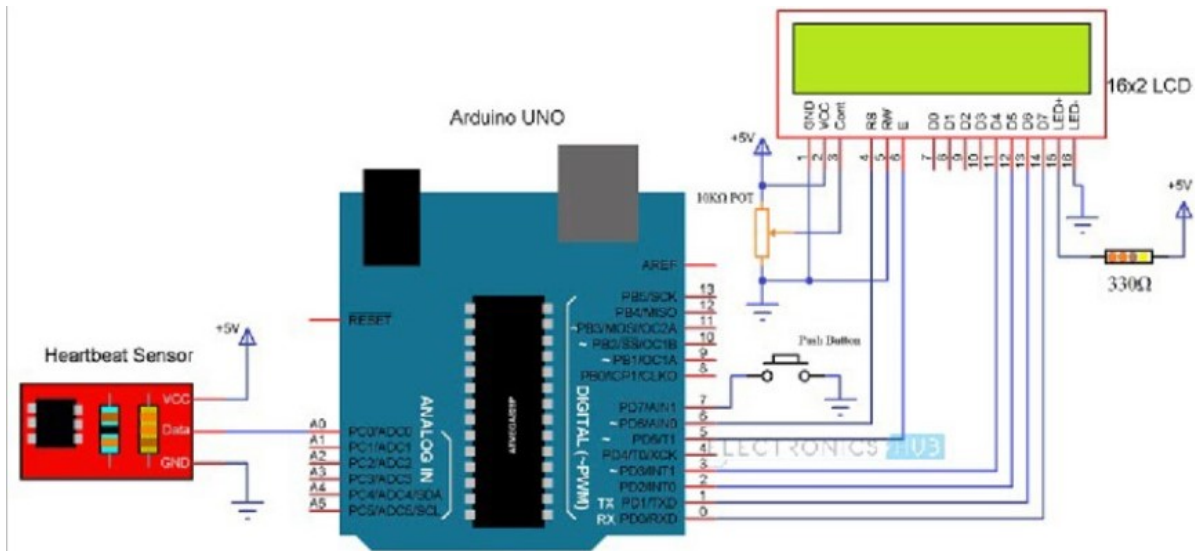 16x2 LCD
GND
VCC
Cont
RS
RW
E
D0
D1
D2
D3
D4
D5
D6
D7
LED+
LED-
1
2
3
4
5
6
7
8
9
10
11
12
13
14
15
16
+5V
+5V
10KΩ POT
330Ω
Arduino UNO
AREF
PB5/SCK 13
PB4/MISO 12
RESET
~PB3/MOSI/OC2A 11
~ PB2/SS/OC1B 10
~ PB1/OC1A 9
PB0/ICP1/CLKO 8
Push Button
+5V
Heartbeat Sensor
VCC
Data
GND
PD7/AIN1 7
~ PD6/AIN0 6
~ PD5/T1 5
PD4/T0/XCK 4
~ PD3/INT1 3
PD2/INT0 2
TX PD1/TXD 1
RX PD0/RXD 0
A0 PC0/ADC0
A1 PC1/ADC1
A2 PC2/ADC2
A3 PC3/ADC3
A4 PC4/ADC4/SDA
A5 PC5/ADC5/SCL
ANALOG IN
DIGITAL (~PWM)
ELECTRONICS HUB